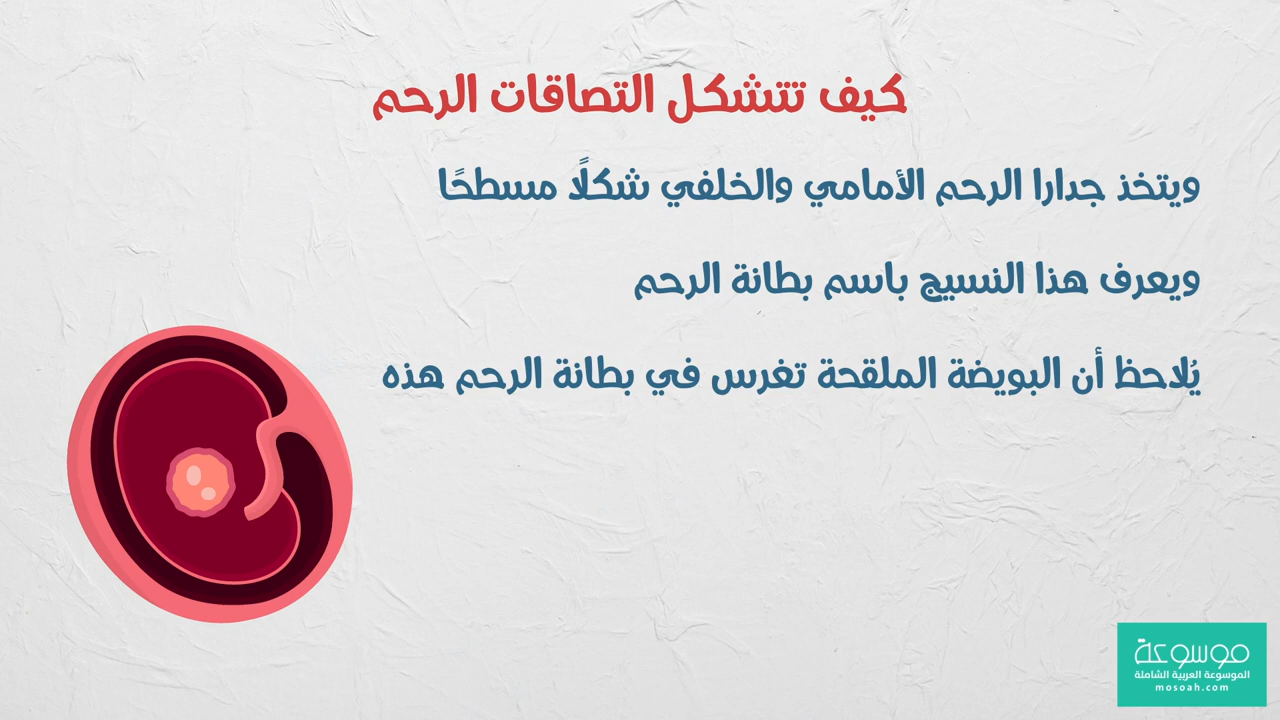 كيف تتشكل التصاقات الرحم
ويتخذ جدارا الرحم الأمامي والخلفي شكلًا مسطحًا
ويعرف هذا النسيج باسم بطانة الرحم
يُلاحظ أن البويضة الملقحة تغرس في بطانة الرحم هذه
موسوعة
الموسوعة العربية الشاملة
mosoah.com